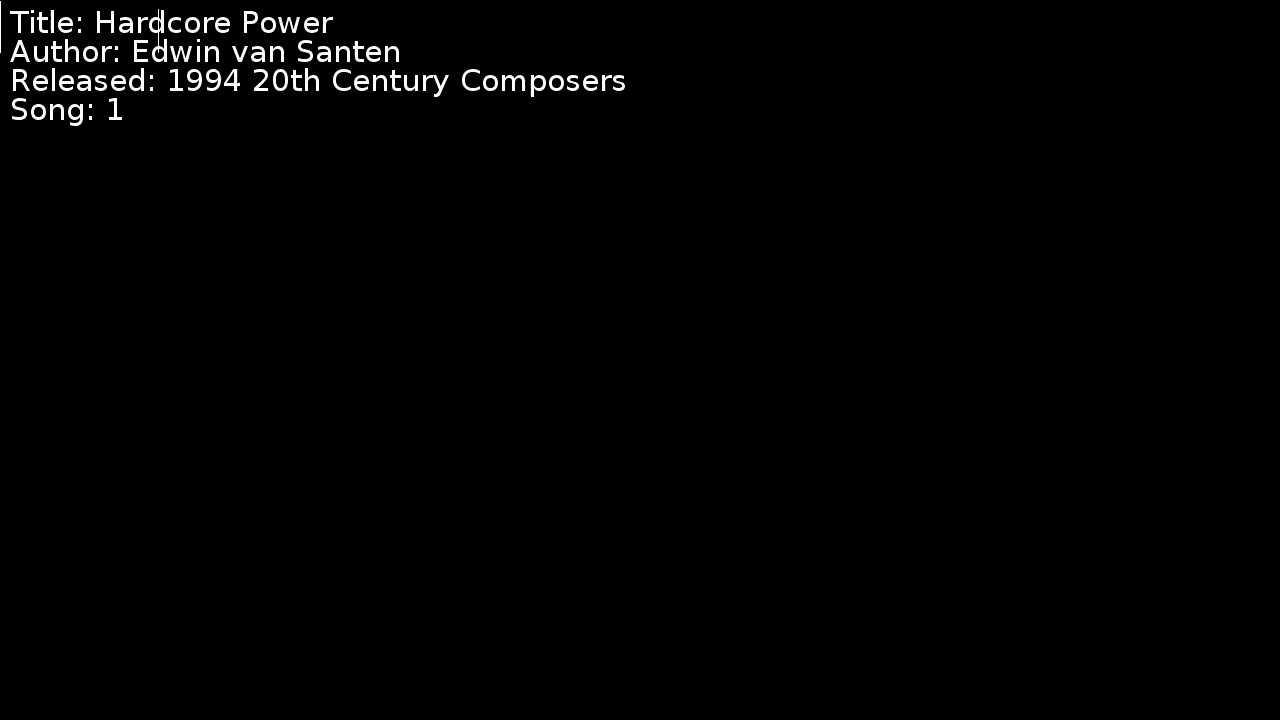 Title: Hardcore Power
Author: Edwin van Santen
Released: 1994 20th Century Composers
Song: 1